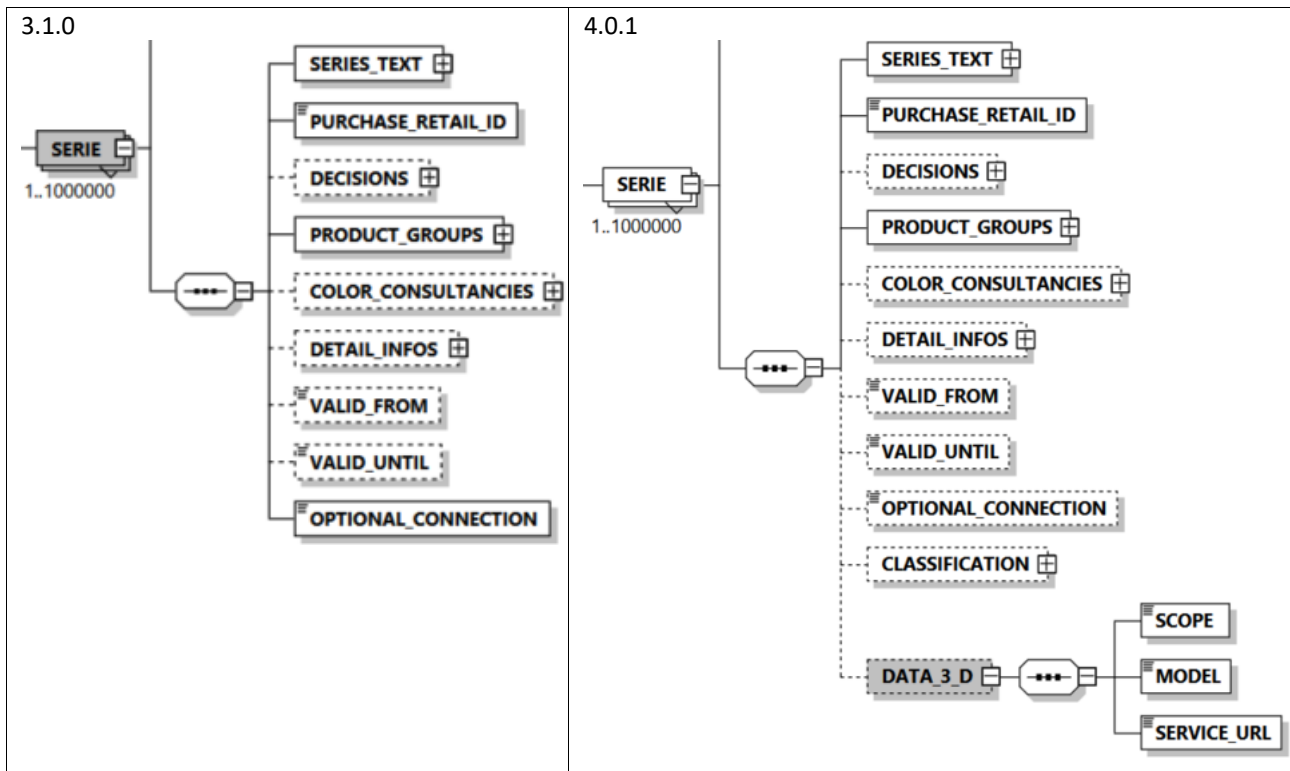 3.1.0
SERIES_TEXT
PURCHASE_RETAIL_ID
SERIE
1..1000000
DECISIONS
PRODUCT_GROUPS
COLOR_CONSULTANCIES
DETAIL_INFOS
VALID_FROM
VALID_UNTIL
OPTIONAL_CONNECTION
4.0.1
SERIES_TEXT
PURCHASE_RETAIL_ID
DECISIONS
SERIE
1..1000000
PRODUCT_GROUPS
COLOR_CONSULTANCIES
DETAIL_INFOS
VALID_FROM
VALID_UNTIL
OPTIONAL_CONNECTION
CLASSIFICATION
DATA_3_D
SCOPE
MODEL
SERVICE_URL